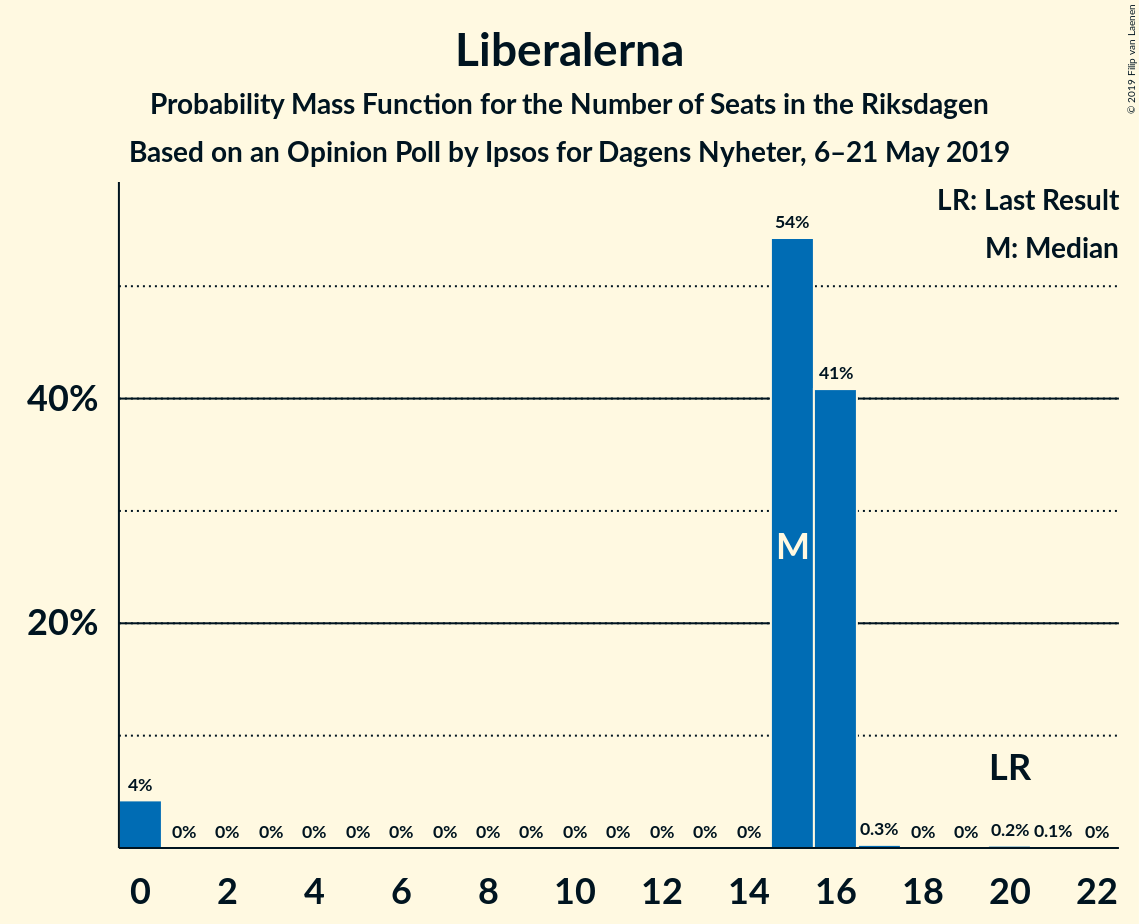 Liberalerna
Probability Mass Function for the Number of Seats in the Riksdagen
Based on an Opinion Poll by Ipsos for Dagens Nyheter, 6–21 May 2019
© 2019 Filip van Laenen
LR: Last Result
M: Median
54%
41%
40%
M
20%
LR
4%
0% 0% 0% 0% 0% 0% 0% 0% 0% 0% 0% 0% 0% 0% 0.3% 0% 0% 0.2% 0.1% 0%
0 2 4 6 8 10 12 14 16 18 20 22